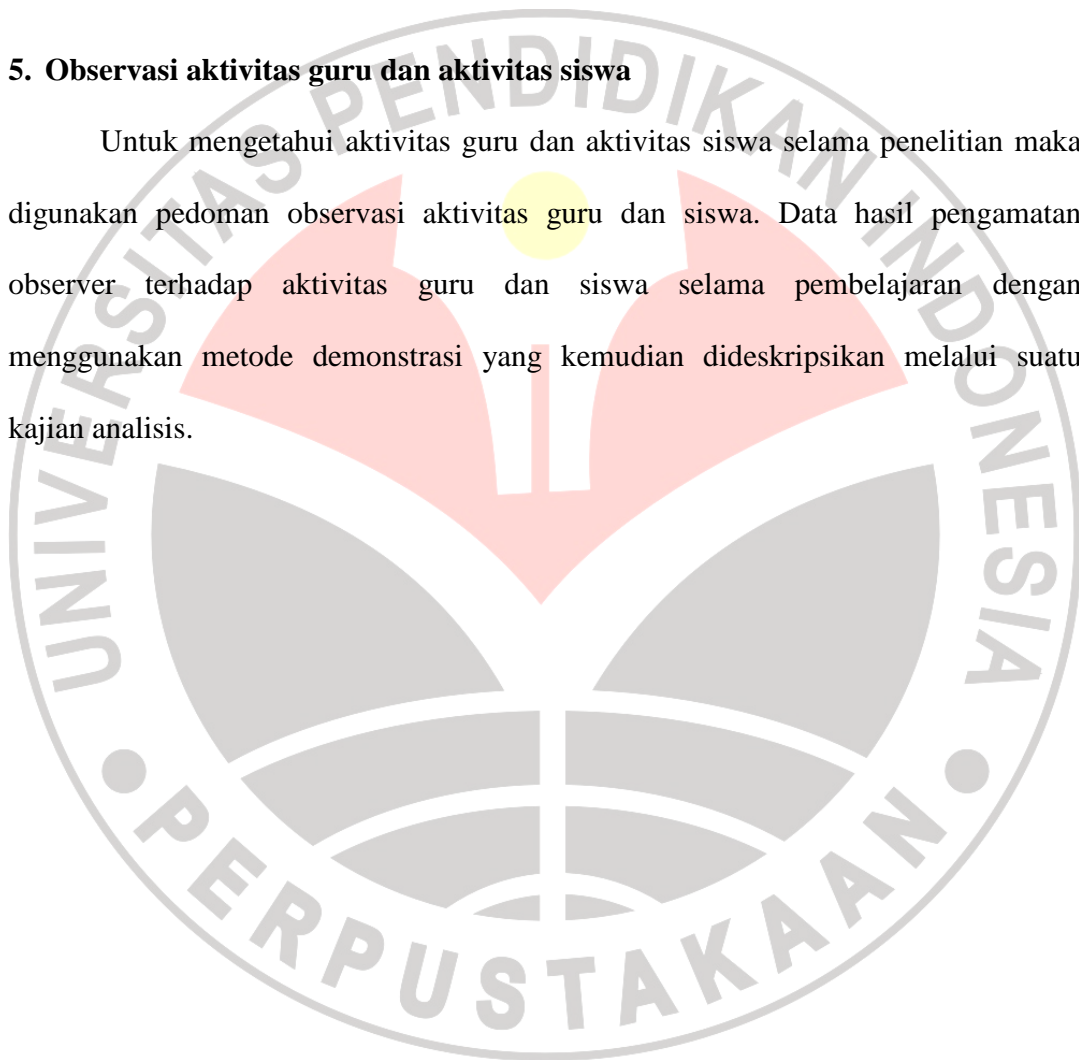 5. Observasi aktivitas guru dan aktivitas siswa
Untuk mengetahui aktivitas guru dan aktivitas siswa selama penelitian maka
digunakan pedoman observasi aktivitas guru dan siswa. Data hasil pengamatan
observer terhadap aktivitas guru dan siswa selama pembelajaran dengan
menggunakan metode demonstrasi yang kemudian dideskripsikan melalui suatu
kajian analisis.
UNIVERSITAS PENDIDIKAN INDONESIA
PERPUSTAKAAN